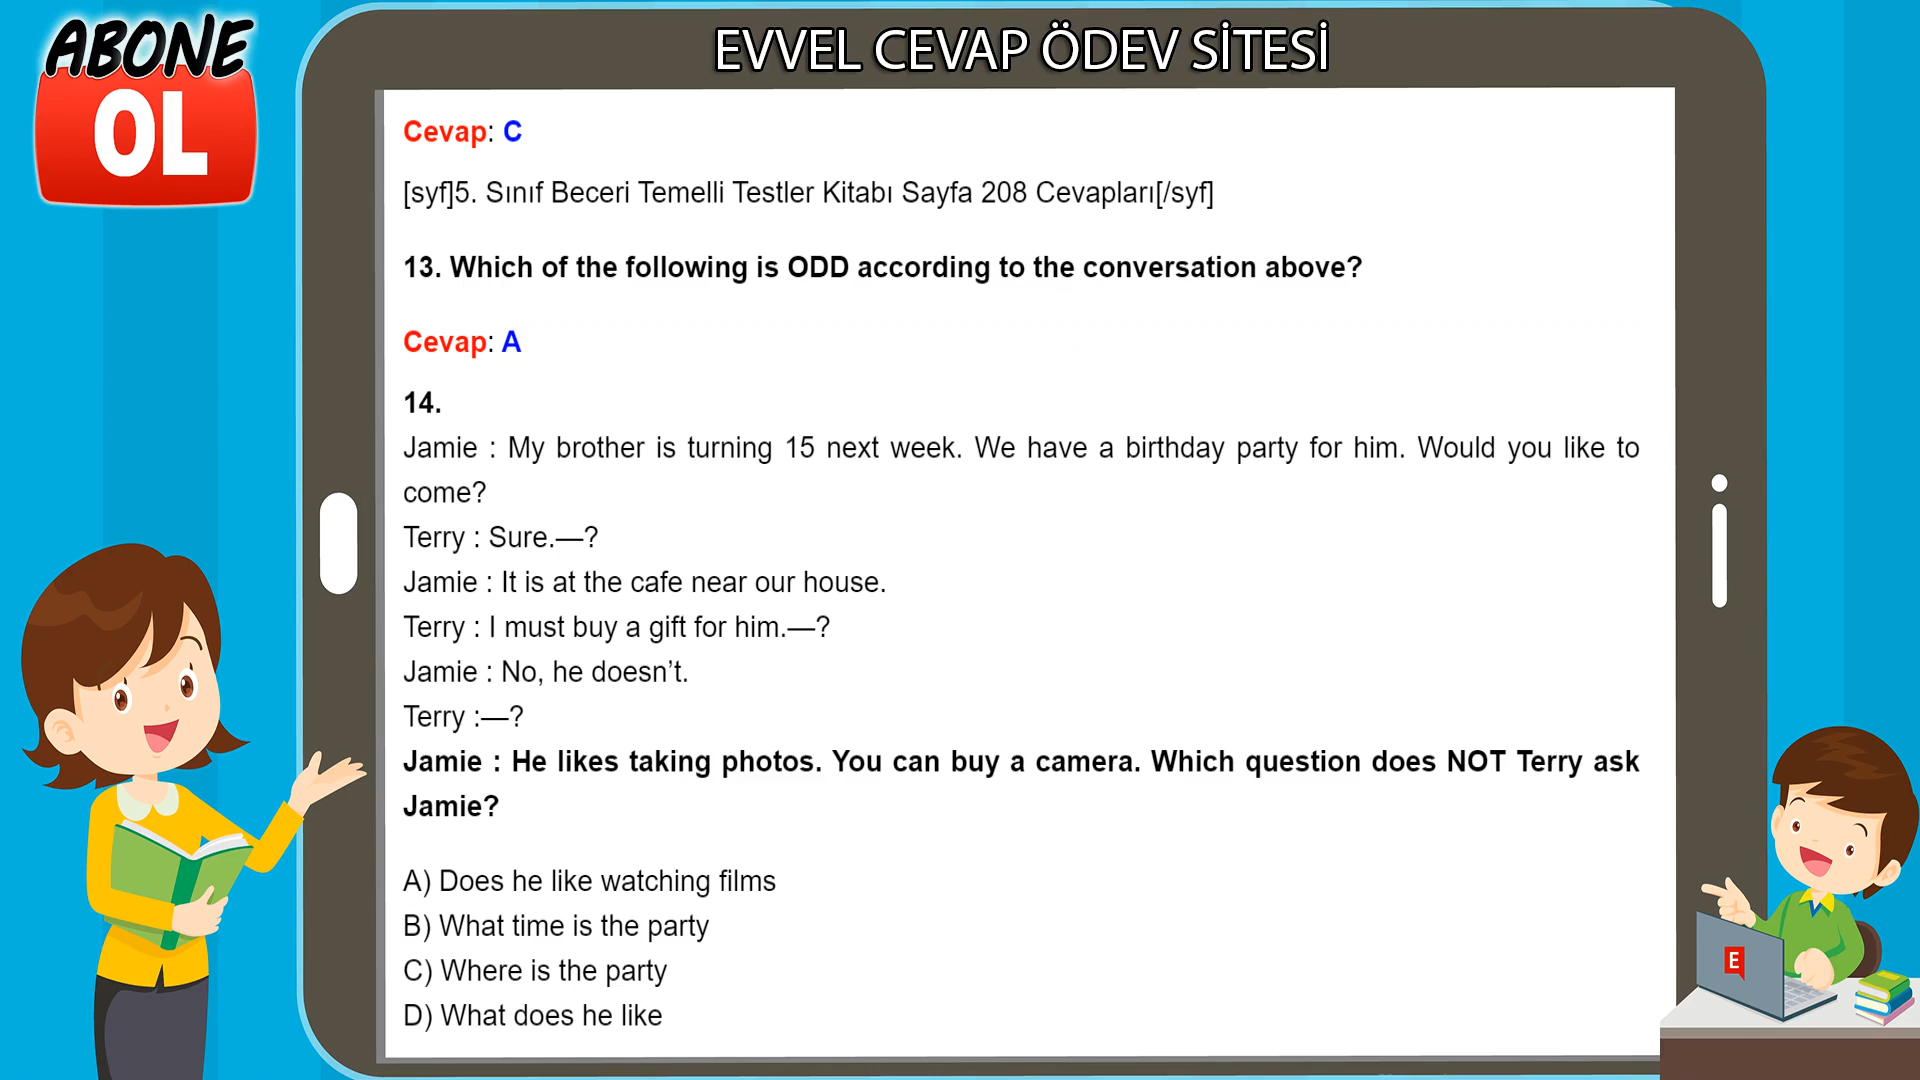 ABONE
OL
EVVEL CEVAP ÖDEV SİTESİ
Cevap: C
[syf]5. Sınıf Beceri Temelli Testler Kitabı Sayfa 208 Cevapları[/syf]
13. Which of the following is ODD according to the conversation above?
Cevap: A
14.
Jamie : My brother is turning 15 next week. We have a birthday party for him. Would you like to
come?
Terry : Sure.—?
Jamie : It is at the cafe near our house.
Terry : I must buy a gift for him.—?
Jamie : No, he doesn’t.
Terry :—?
Jamie : He likes taking photos. You can buy a camera. Which question does NOT Terry ask
Jamie?
A) Does he like watching films
B) What time is the party
C) Where is the party
D) What does he like
E